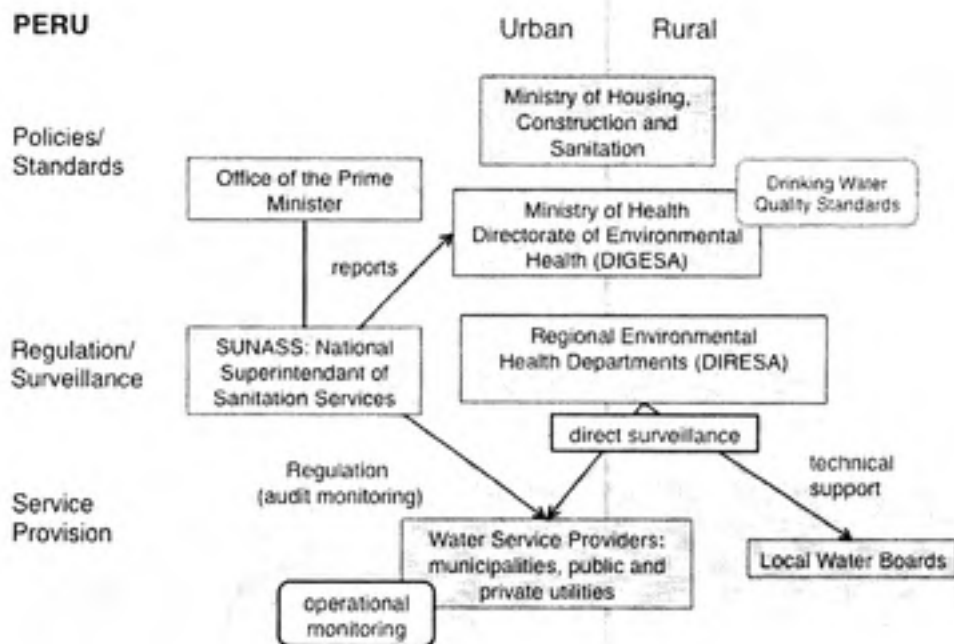 PERU
Urban
Rural
Policies/
Standards
Ministry of Housing,
Construction and
Sanitation
Office of the Prime
Minister
Drinking Water
Quality Standards
Ministry of Health
Directorate of Environmental
Health (DIGESA)
reports
Regulation/
Surveillance
SUNASS: National
Superintendant of
Sanitation Services
Regional Environmental
Health Departments (DIRESA)
direct surveillance
Regulation
(audit monitoring)
technical
support
Service
Provision
Water Service Providers:
municipalities, public and
private utilities
Local Water Boards
operational
monitoring